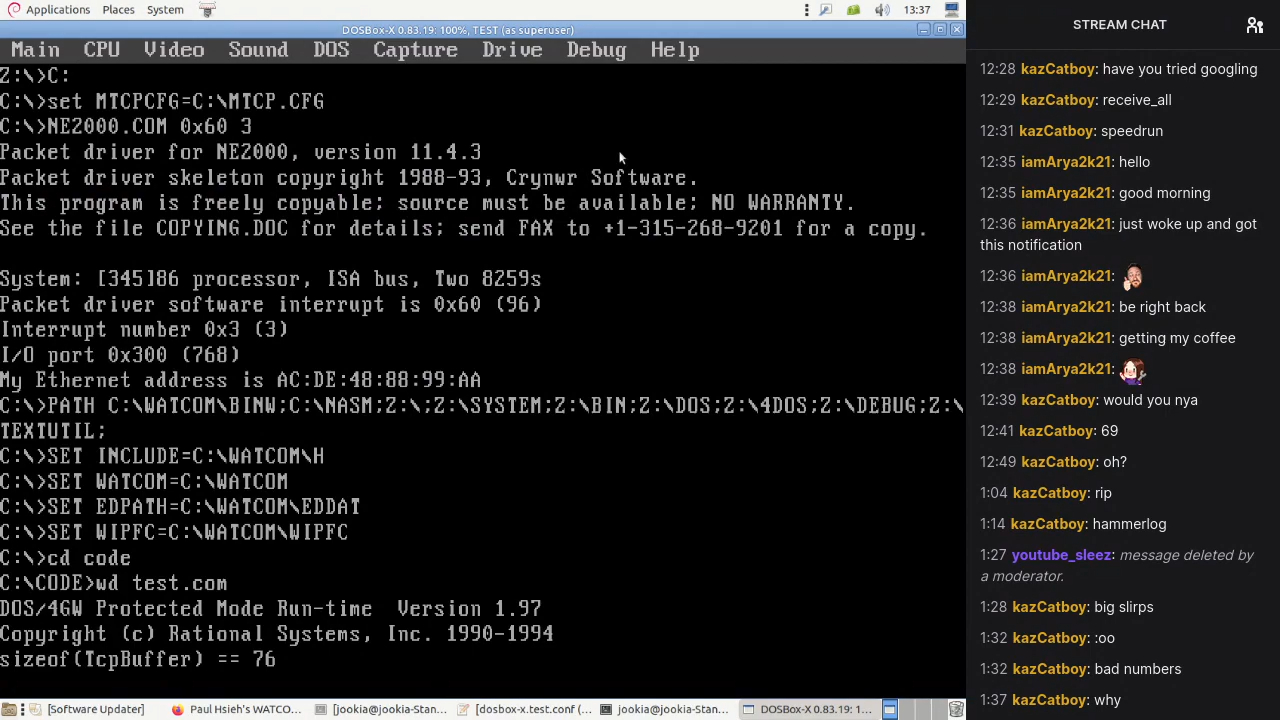 Applications Places System 13:37
DOSBox-X 0.83.19: 100%, TEST (as superuser)
Main CPU Video Sound DOS Capture Drive Debug Help
Z:\>C:
C:\>set MTCPCFG=C:\MTCP.CFG
C:\>NE2000.COM 0x60 3
Packet driver for NE2000, version 11.4.3
Packet driver skeleton copyright 1988-93, Crynwr Software.
This program is freely copyable; source must be available; NO WARRANTY.
See the file COPYING.DOC for details; send FAX to +1-315-268-9201 for a copy.
System: [345]86 processor, ISA bus, Two 8259s
Packet driver software interrupt is 0x60 (96)
Interrupt number 0x3 (3)
I/O port 0x300 (768)
My Ethernet address is AC:DE:48:88:99:AA
C:\>PATH C:\WATCOM\BINW;C:\NASM;Z:\;Z:\SYSTEM;Z:\BIN;Z:\DOS;Z:\4DOS;Z:\DEBUG;Z:\
TEXTUTIL;
C:\>SET INCLUDE=C:\WATCOM\H
C:\>SET WATCOM=C:\WATCOM
C:\>SET EDPATH=C:\WATCOM\EDDAT
C:\>SET WIPFC=C:\WATCOM\WIPFC
C:\>cd code
C:\CODE>wd test.com
DOS/4GW Protected Mode Run-time Version 1.97
Copyright (c) Rational Systems, Inc. 1990-1994
sizeof(TcpBuffer) == 76
[Software Updater] Paul Hsieh's WATCO... [jookia@jookia-Stan... [dosbox-x.test.conf (... jookia@jookia-Stan... DOSBox-X 0.83.19: 1...
STREAM CHAT
12:28 kazCatboy: have you tried googling
12:29 kazCatboy: receive_all
12:31 kazCatboy: speedrun
12:35 iamArya2k21: hello
12:35 iamArya2k21: good morning
12:36 iamArya2k21: just woke up and got
this notification
12:36 iamArya2k21:
12:38 iamArya2k21: be right back
12:38 iamArya2k21: getting my coffee
12:38 iamArya2k21:
12:39 kazCatboy: would you nya
12:41 kazCatboy: 69
12:49 kazCatboy: oh?
1:04 kazCatboy: rip
1:14 kazCatboy: hammerlog
1:27 youtube_sleez: message deleted by
a moderator.
1:28 kazCatboy: big slirps
1:32 kazCatboy: :oo
1:32 kazCatboy: bad numbers
1:37 kazCatboy: why